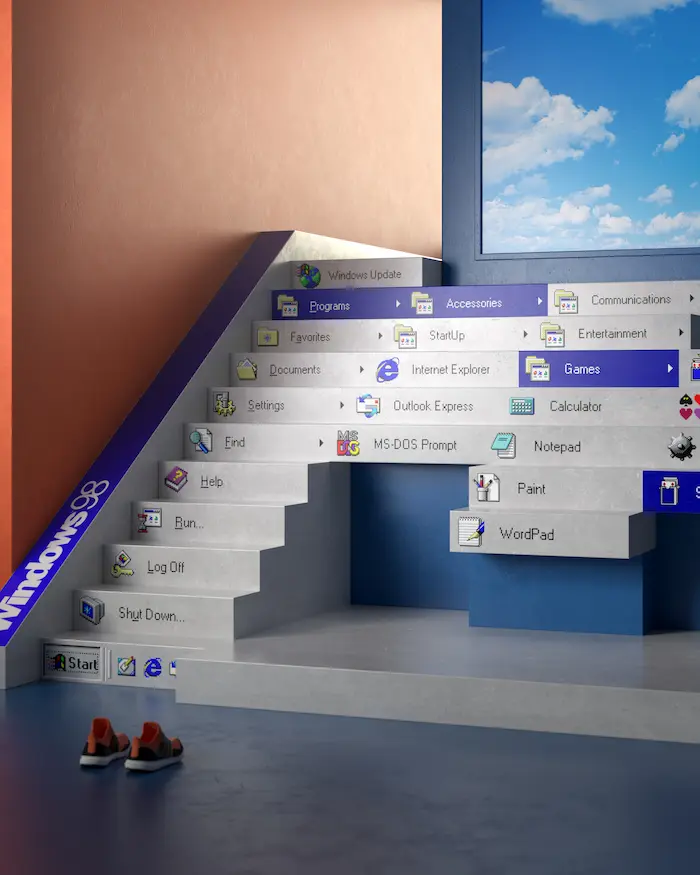 Windows Update
Programs Accessories Communications
Favorites StartUp Entertainment
Documents Internet Explorer Games
Settings Outlook Express Calculator
Find MS-DOS Prompt Notepad
Help Paint
Run...
WordPad
Log Off
Shut Down...
Start
Windows98